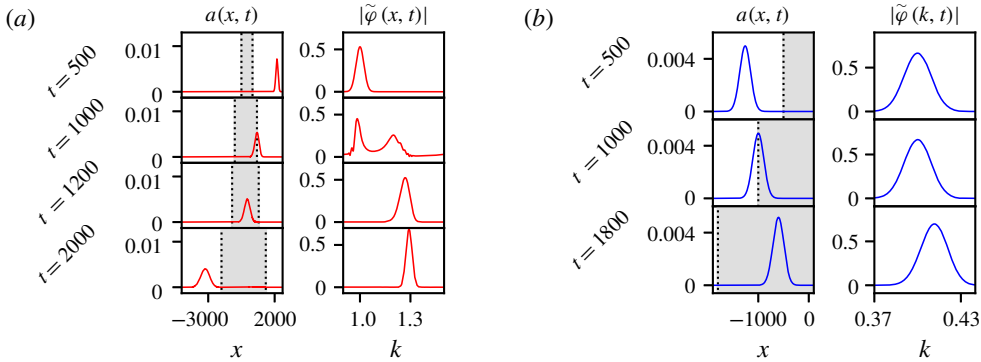 (a)
a(x, t)
|φ̃(x, t)|
t = 500
0.01
0
0.5
0
t = 1000
0.01
0
0.5
0
t = 1200
0.01
0
0.5
0
t = 2000
0.01
0
0.5
0
−3000 2000
1.0 1.3
x
k
(b)
a(x, t)
|φ̃(k, t)|
t = 500
0.004
0
0.5
0
t = 1000
0.004
0
0.5
0
t = 1800
0.004
0
0.5
0
−1000 0
0.37 0.43
x
k